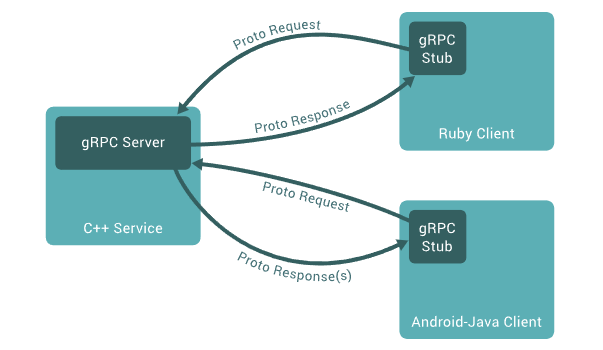 Proto Request
gRPC
Stub
Proto Response
Ruby Client
gRPC Server
C++ Service
Proto Request
gRPC
Stub
Proto Response(s)
Android-Java Client